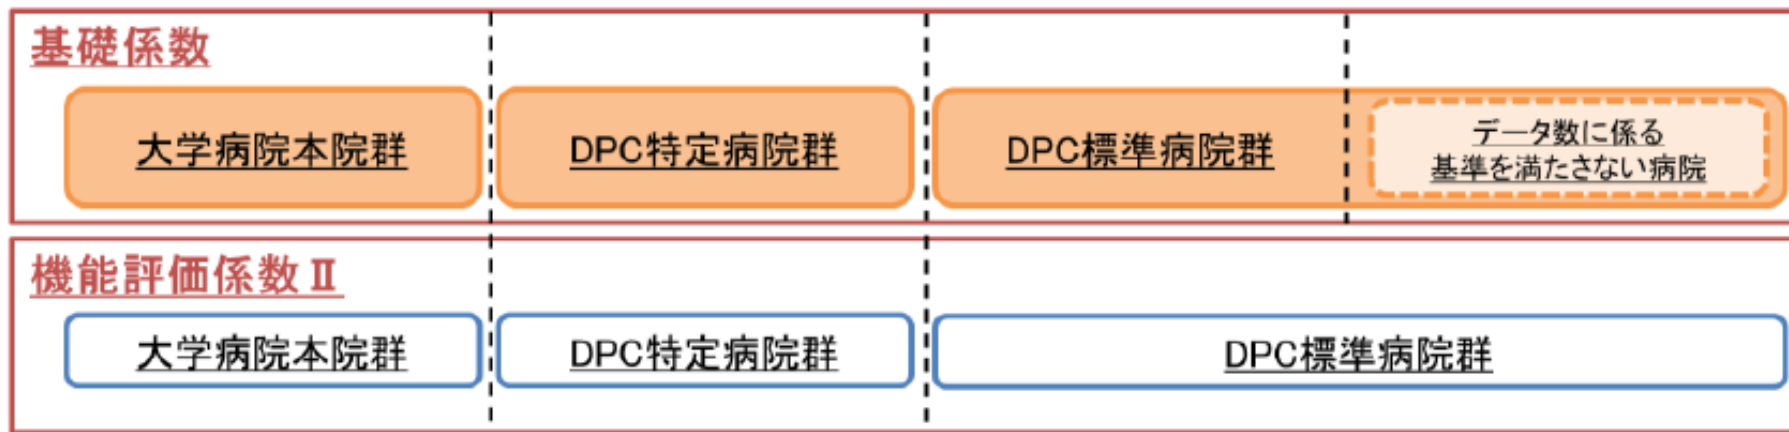 基礎係数
大学病院本院群
DPC特定病院群
DPC標準病院群
データ数に係る
基準を満たさない病院
機能評価係数Ⅱ
大学病院本院群
DPC特定病院群
DPC標準病院群